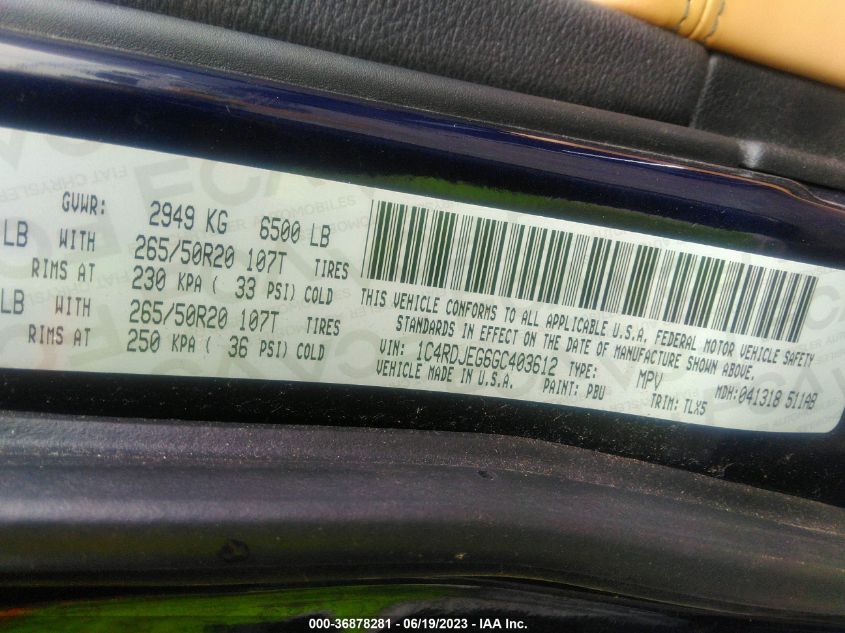 GVWR: 2949 KG 6500 LB
LB WITH 265/50R20 107T TIRES
RIMS AT 230 KPA ( 33 PSI) COLD
LB WITH 265/50R20 107T TIRES
RIMS AT 250 KPA ( 36 PSI) COLD
THIS VEHICLE CONFORMS TO ALL APPLICABLE U.S.A. FEDERAL MOTOR VEHICLE SAFETY
STANDARDS IN EFFECT ON THE DATE OF MANUFACTURE SHOWN ABOVE.
VIN: 1C4RDJEG6GC403612 TYPE: MPV MDH: 041318 511AB
VEHICLE MADE IN U.S.A. PAINT: PBU TRIM: TLX5
000-36878281 - 06/19/2023 - IAA Inc.